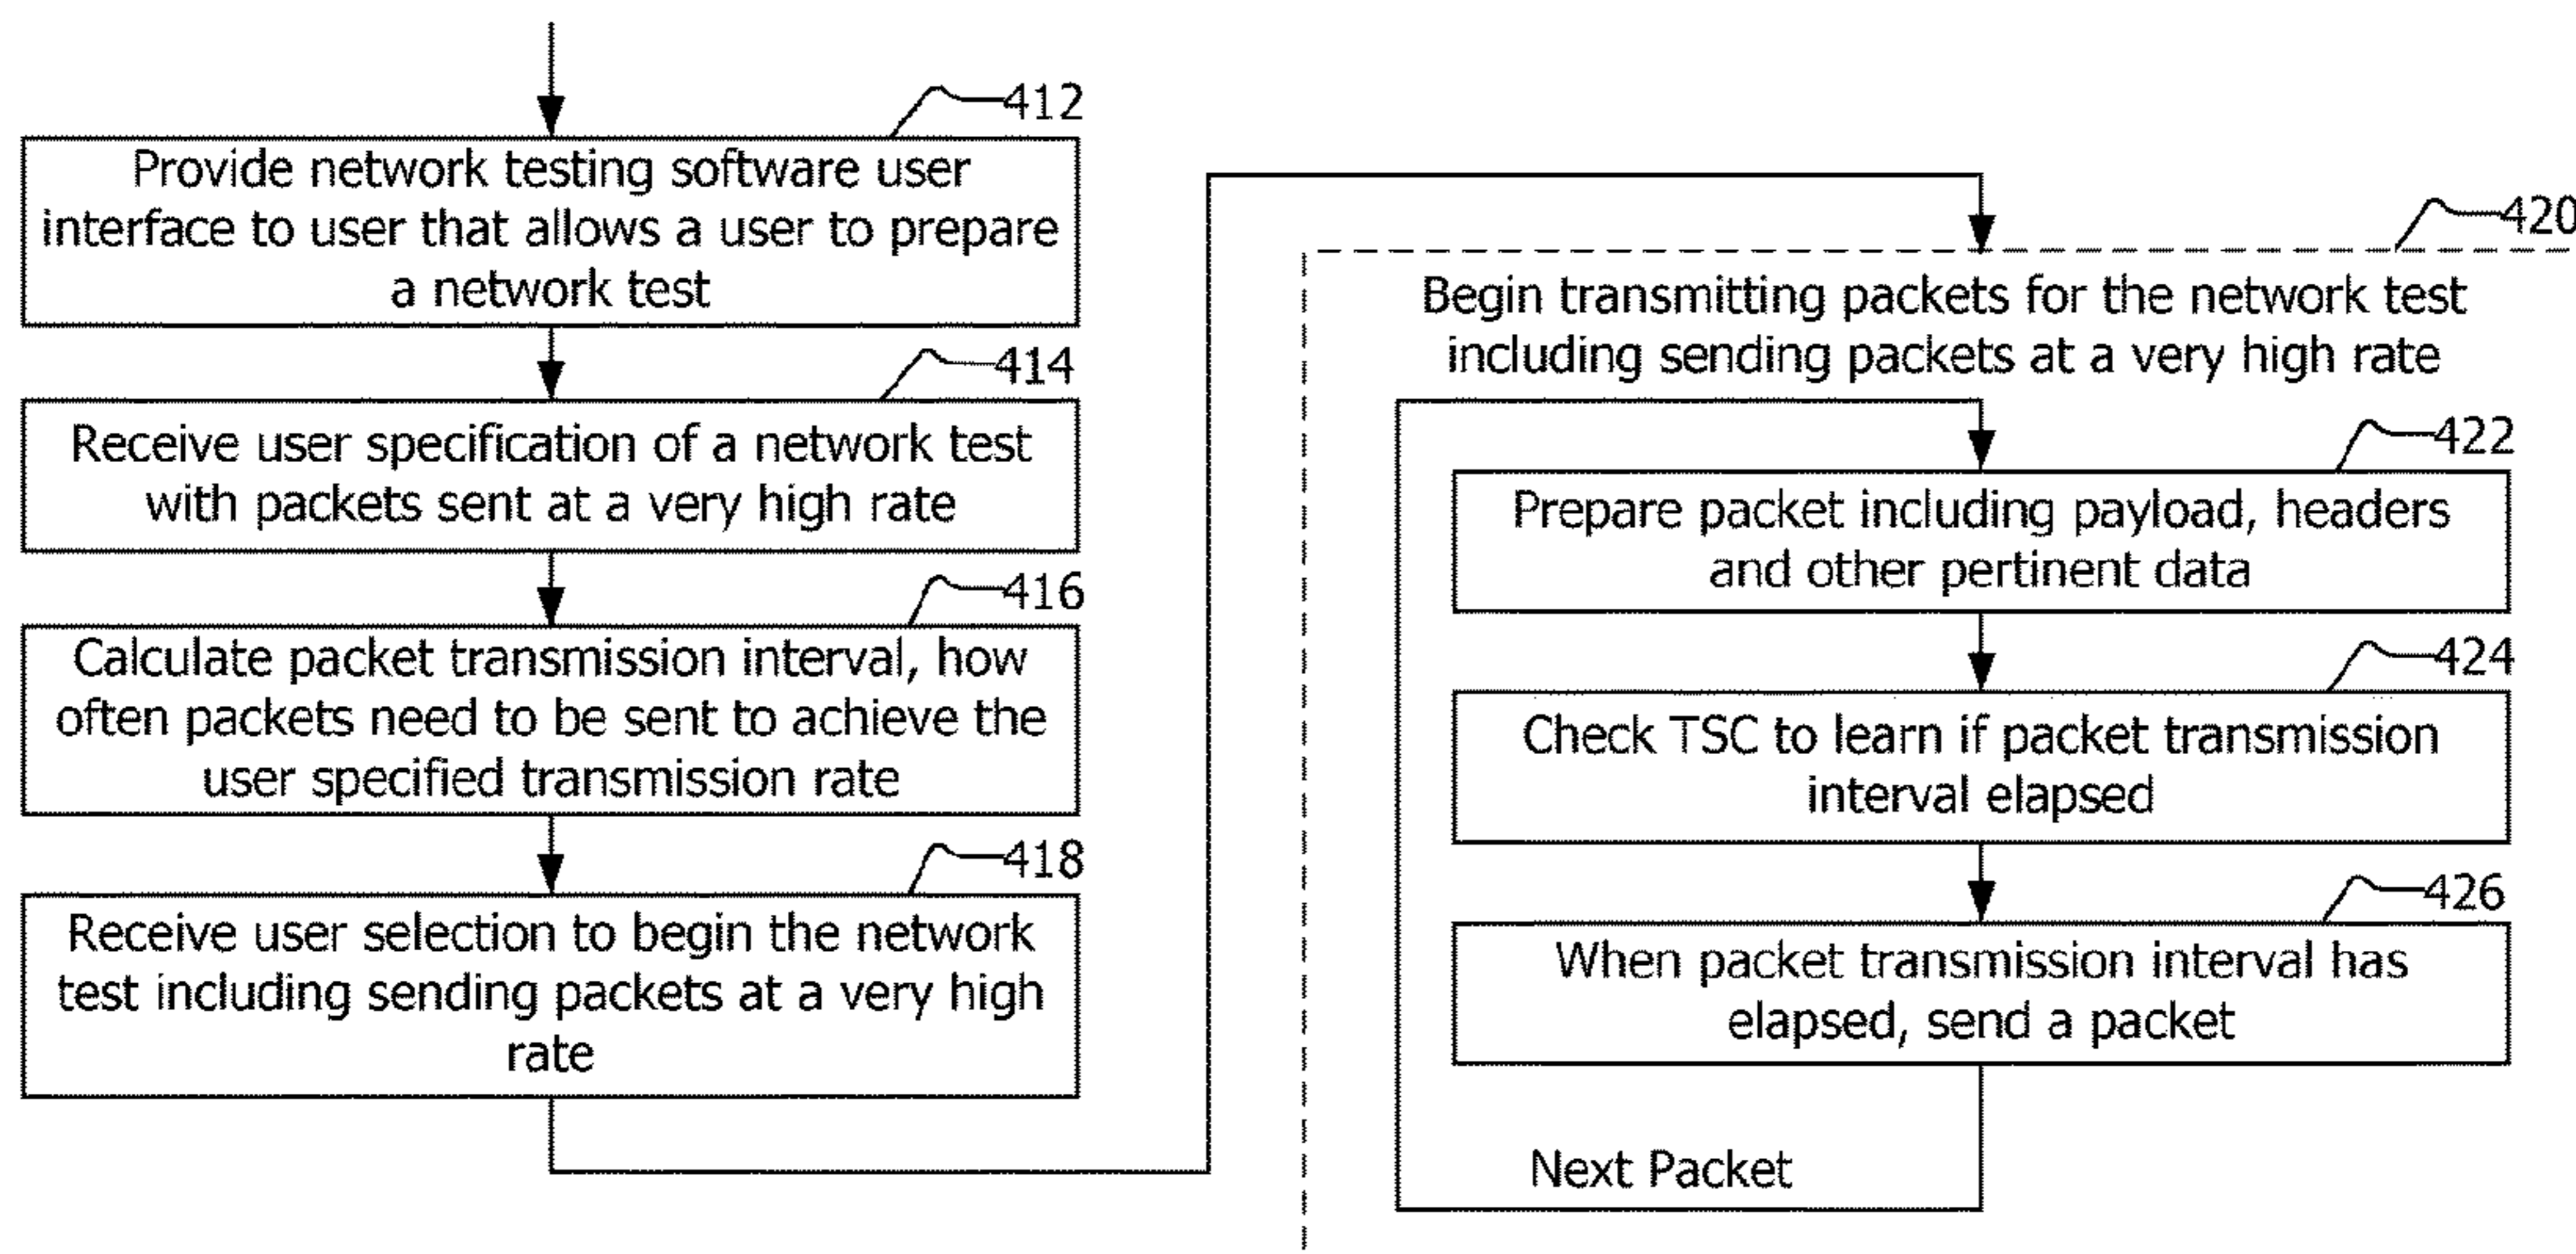 412
Provide network testing software user
interface to user that allows a user to prepare
a network test
414
Receive user specification of a network test
with packets sent at a very high rate
416
Calculate packet transmission interval, how
often packets need to be sent to achieve the
user specified transmission rate
418
Receive user selection to begin the network
test including sending packets at a very high
rate
420
Begin transmitting packets for the network test
including sending packets at a very high rate
422
Prepare packet including payload, headers
and other pertinent data
424
Check TSC to learn if packet transmission
interval elapsed
426
When packet transmission interval has
elapsed, send a packet
Next Packet